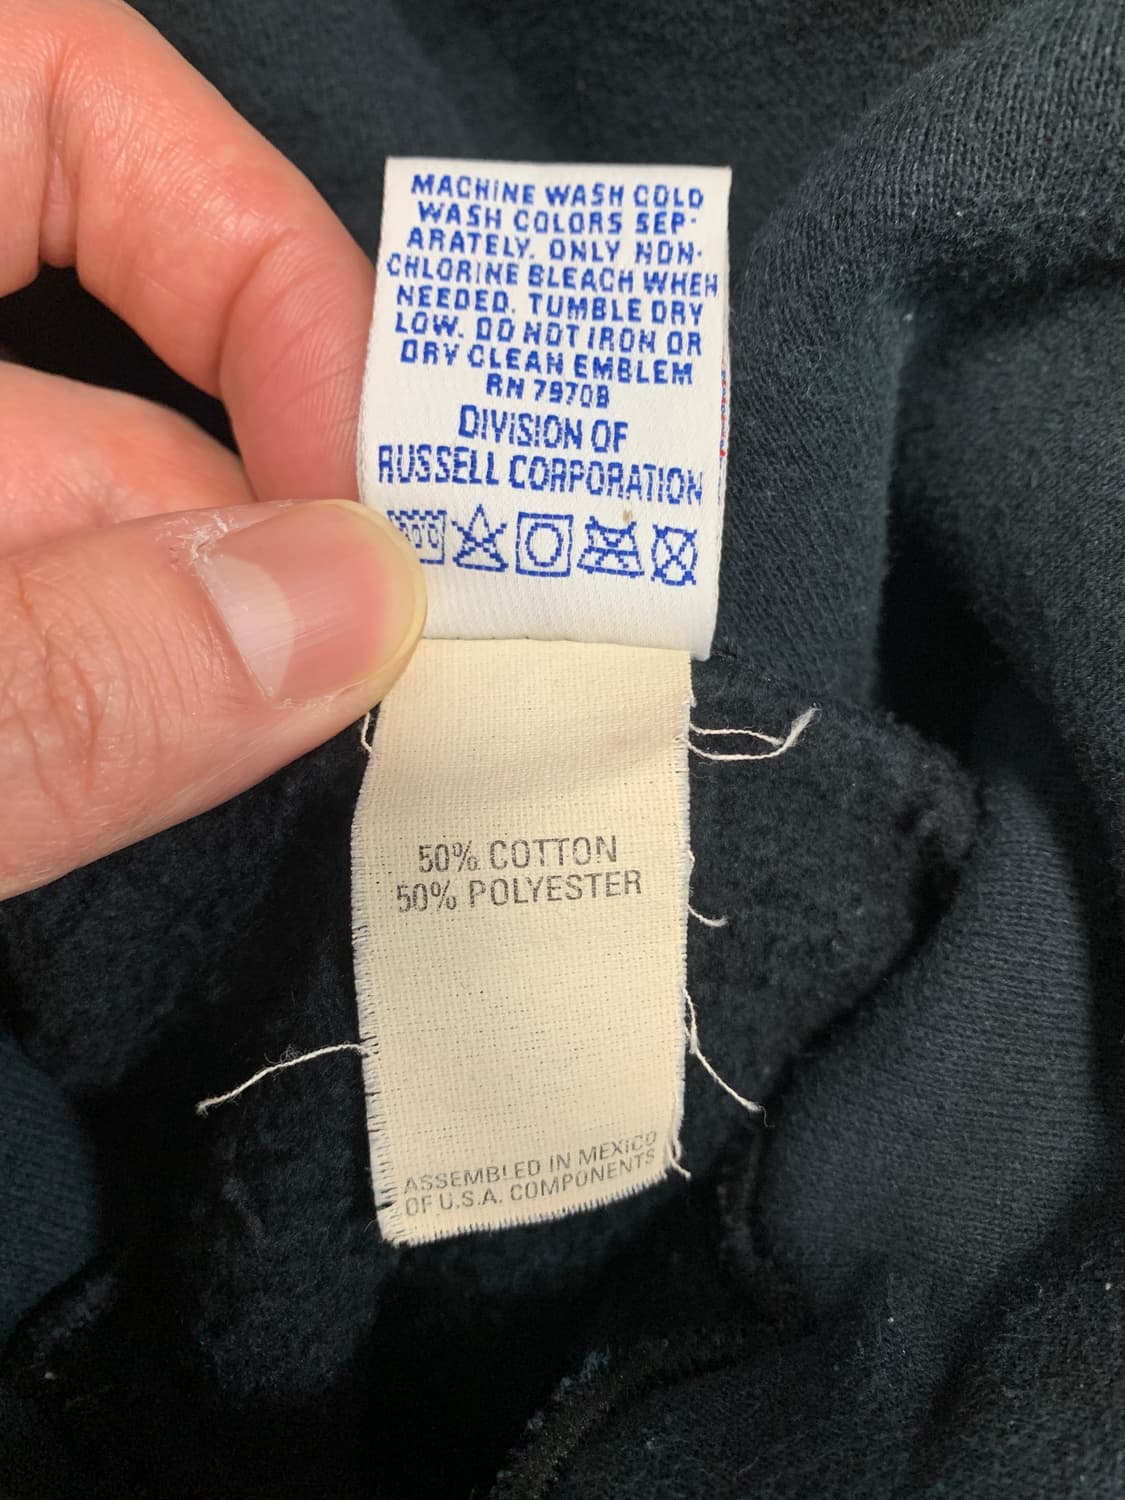 MACHINE WASH COLD
WASH COLORS SEP-
ARATELY. ONLY NON-
CHLORINE BLEACH WHEN
NEEDED. TUMBLE DRY
LOW. DO NOT IRON OR
DRY CLEAN EMBLEM
RN 79708
DIVISION OF
RUSSELL CORPORATION
50% COTTON
50% POLYESTER
ASSEMBLED IN MEXICO
OF U.S.A. COMPONENTS